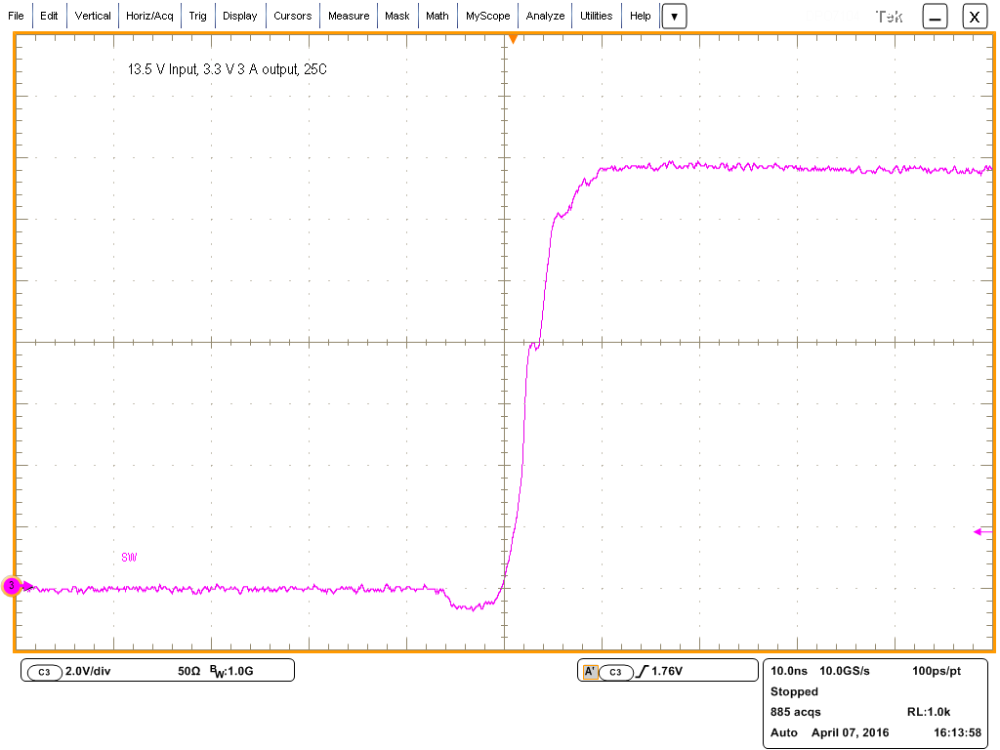 File Edit Vertical Horiz/Acq Trig Display Cursors Measure Mask Math MyScope Analyze Utilities Help ▼ Tek X
13.5 V Input, 3.3 V 3 A output, 25C
SW
3
C3 2.0V/div 50Ω BW:1.0G
A' C3 1.76V
10.0ns 10.0GS/s 100ps/pt
Stopped
885 acqs RL:1.0k
Auto April 07, 2016 16:13:58